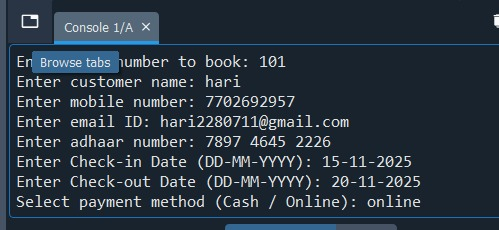 Console 1/A
Browse tabs
number to book: 101
Enter customer name: hari
Enter mobile number: 7702692957
Enter email ID: hari2280711@gmail.com
Enter adhaar number: 7897 4645 2226
Enter Check-in Date (DD-MM-YYYY): 15-11-2025
Enter Check-out Date (DD-MM-YYYY): 20-11-2025
Select payment method (Cash / Online): online